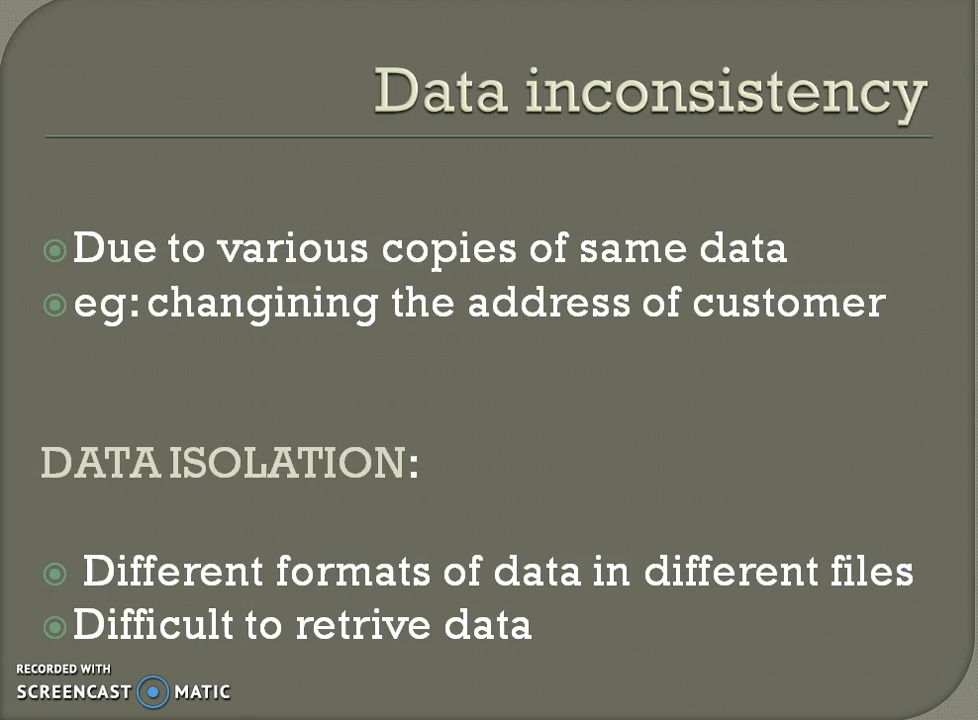 Data inconsistency
Due to various copies of same data
eg: changining the address of customer
DATA ISOLATION:
Different formats of data in different files
Difficult to retrive data
RECORDED WITH
SCREENCAST MATIC